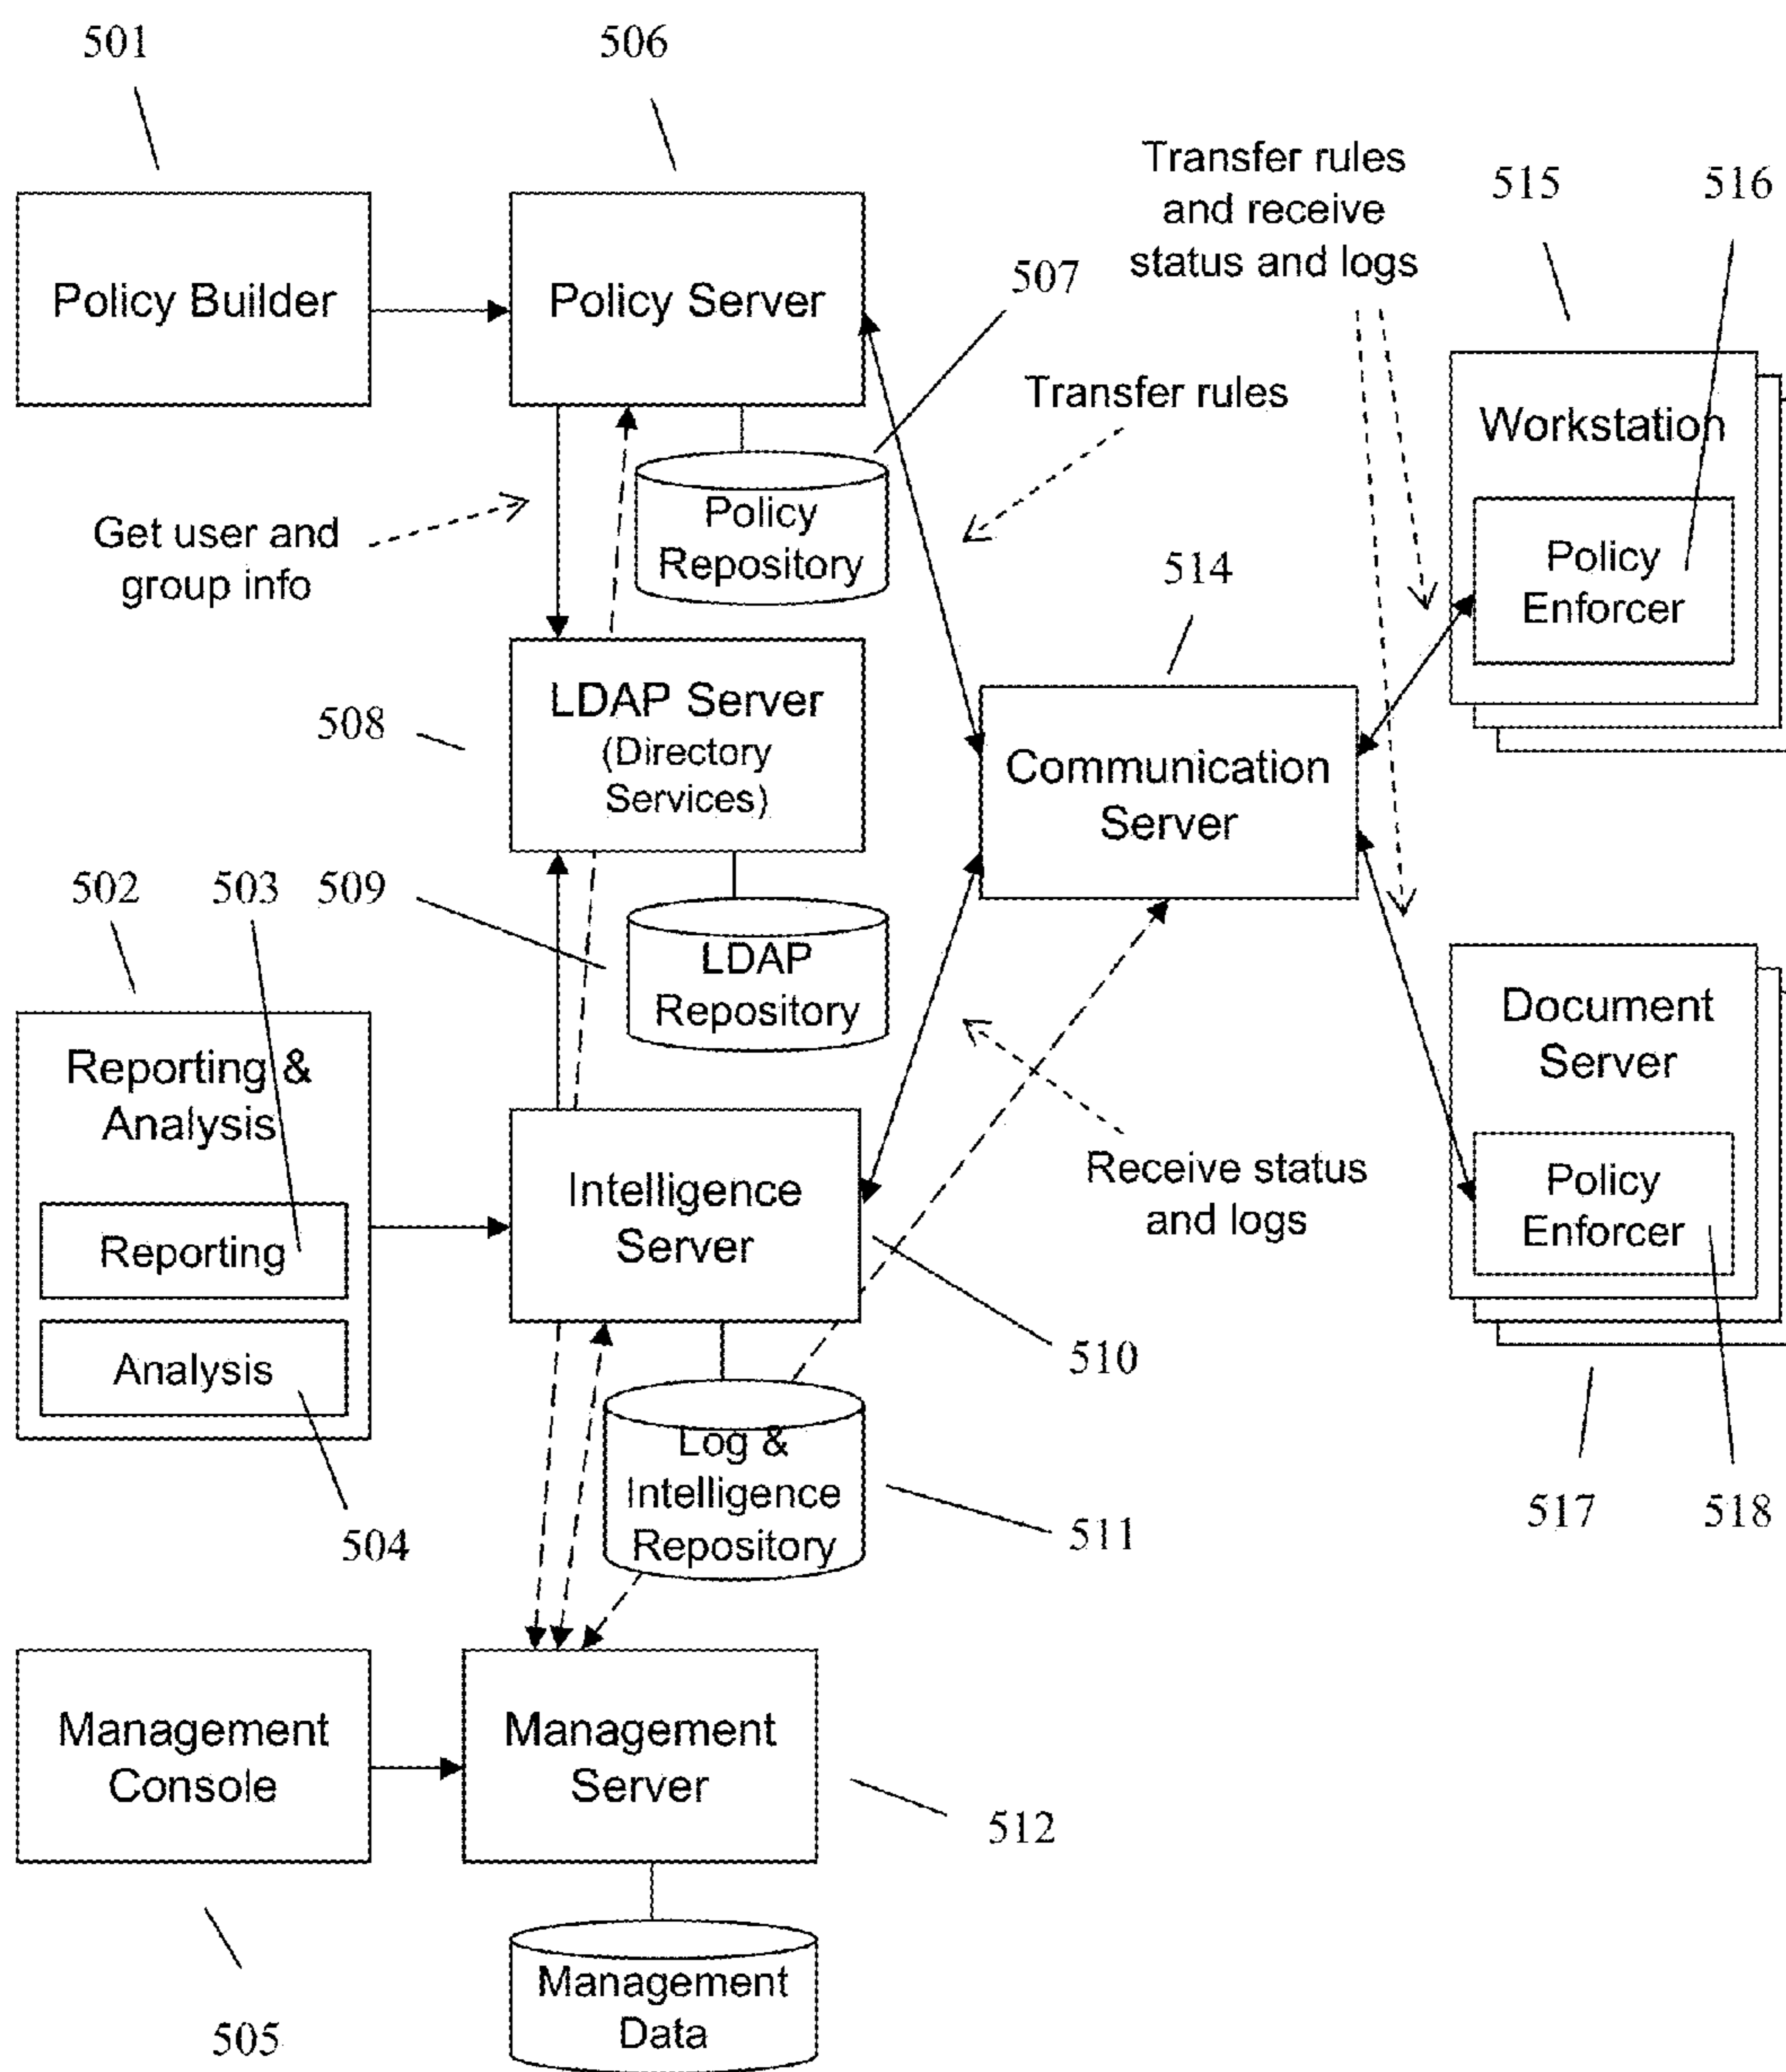 501
506
Transfer rules
and receive
status and logs
515
516
507
Policy Builder
Policy Server
Transfer rules
Workstation
Policy
Repository
Get user and
group info
Policy
Enforcer
514
508
LDAP Server
(Directory
Services)
Communication
Server
502
503
509
LDAP
Repository
Document
Server
Reporting &
Analysis
Reporting
Analysis
Intelligence
Server
Receive status
and logs
Policy
Enforcer
510
504
Log &
Intelligence
Repository
511
517
518
Management
Console
Management
Server
512
505
Management
Data